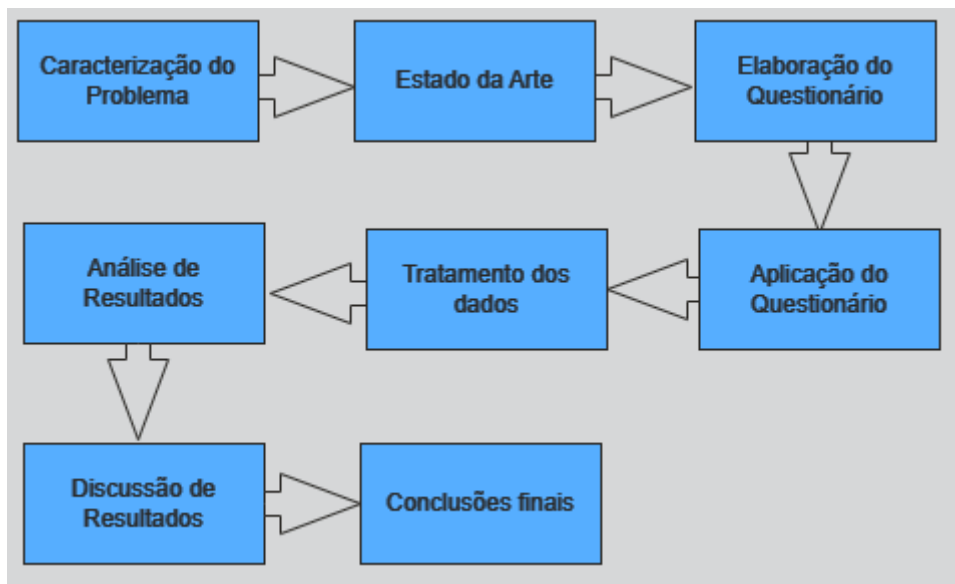 Caracterização do
Problema
Estado da Arte
Elaboração do
Questionário
Aplicação do
Questionário
Tratamento dos
dados
Análise de
Resultados
Discussão de
Resultados
Conclusões finais